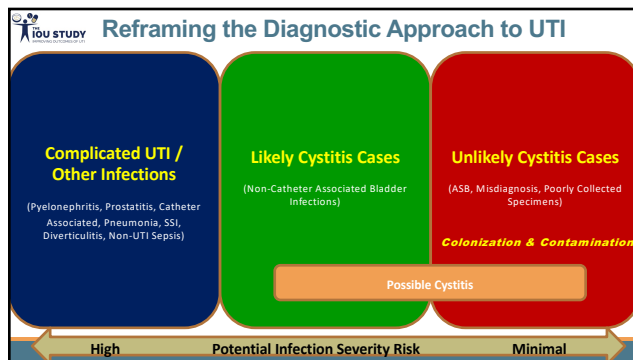 THE
IOU STUDY
IMPROVING OUTCOMES OF UTI
Reframing the Diagnostic Approach to UTI
Complicated UTI /
Other Infections
(Pyelonephritis, Prostatitis, Catheter
Associated, Pneumonia, SSI,
Diverticulitis, Non-UTI Sepsis)
Likely Cystitis Cases
(Non-Catheter Associated Bladder
Infections)
Unlikely Cystitis Cases
(ASB, Misdiagnosis, Poorly Collected
Specimens)
Colonization & Contamination
Possible Cystitis
High Potential Infection Severity Risk Minimal